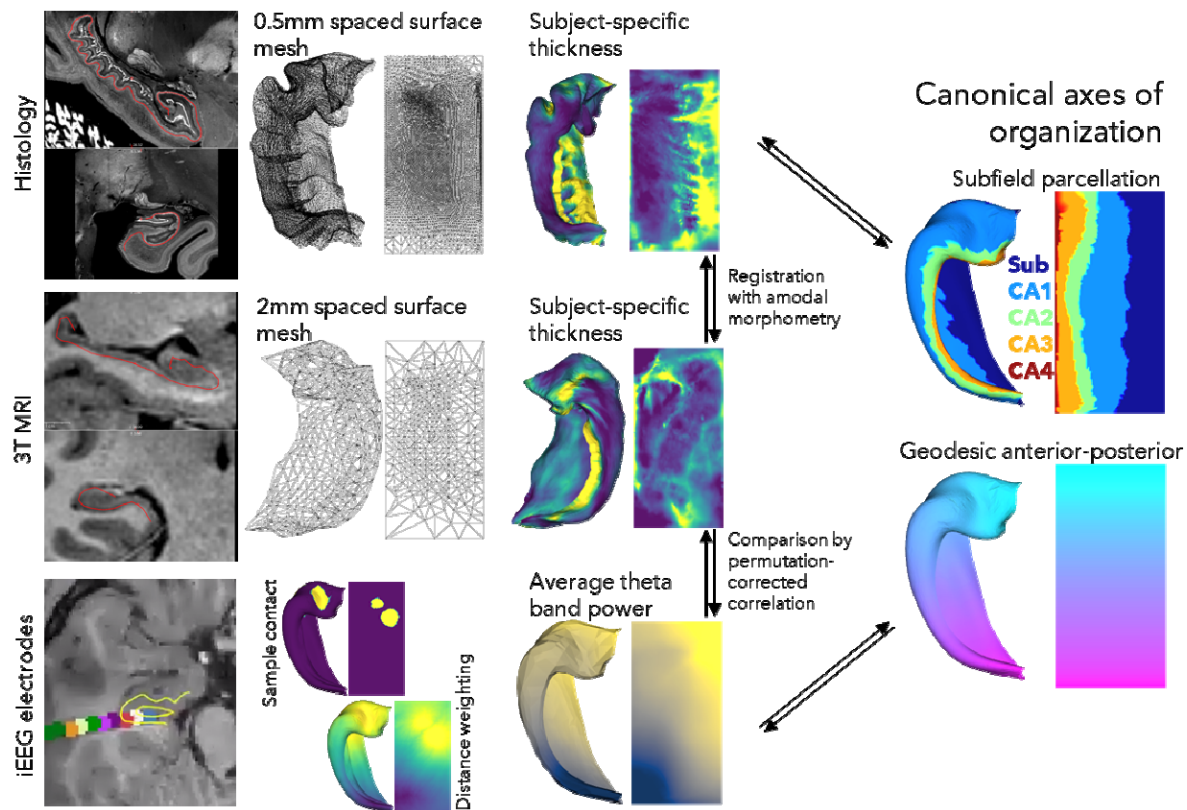 Histology
0.5mm spaced surface
mesh
Subject-specific
thickness
Canonical axes of
organization
Subfield parcellation
Sub
CA1
CA2
CA3
CA4
Registration
with amodal
morphometry
3T MRI
2mm spaced surface
mesh
Subject-specific
thickness
Geodesic anterior-posterior
Comparison by
permutation-
corrected
correlation
iEEG electrodes
Sample contact
Distance weighting
Average theta
band power